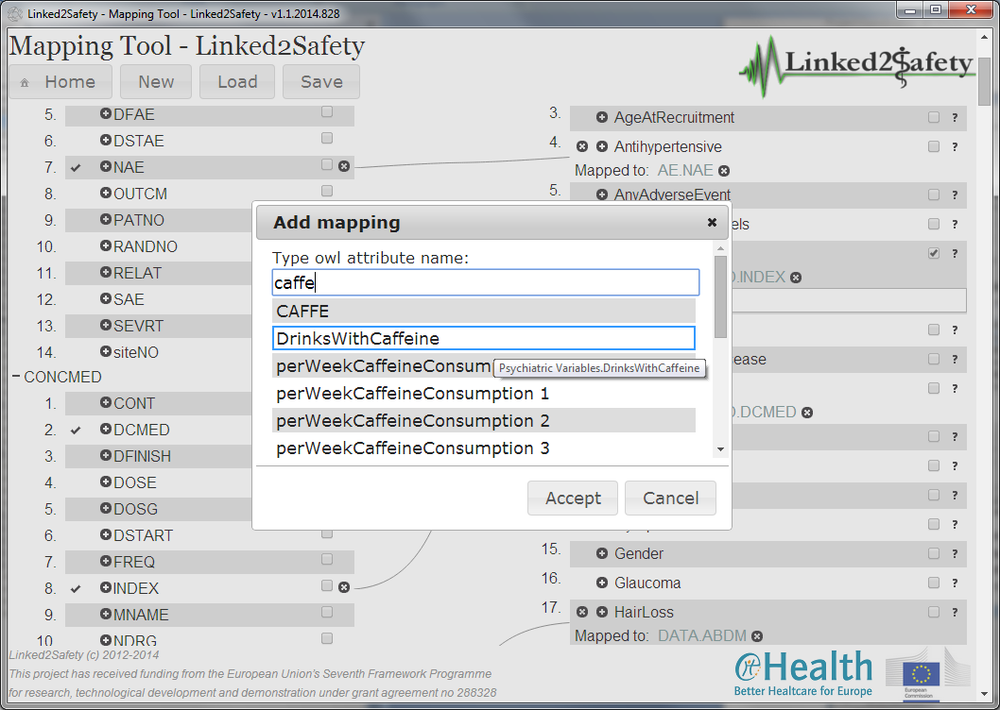 Linked2Safety - Mapping Tool - Linked2Safety - v1.1.2014.828
Mapping Tool - Linked2Safety
Home New Load Save
Linked2Safety
5. DFAE
6. DSTAE
7. NAE
8. OUTCM
9. PATNO
10. RANDNO
11. RELAT
12. SAE
13. SEVRT
14. siteNO
CONCMED
1. CONT
2. DCMED
3. DFINISH
4. DOSE
5. DOSG
6. DSTART
7. FREQ
8. INDEX
9. MNAME
10. NDRG
3. AgeAtRecruitment ?
4. Antihypertensive ?
Mapped to: AE.NAE
5. AnyAdverseEvent ?
els ?
?
.INDEX
?
ease ?
?
.DCMED
?
?
?
?
15. Gender ?
16. Glaucoma ?
17. HairLoss ?
Mapped to: DATA.ABDM
Add mapping
Type owl attribute name:
caffe
CAFFE
DrinksWithCaffeine
perWeekCaffeineConsum
Psychiatric Variables.DrinksWithCaffeine
perWeekCaffeineConsumption 1
perWeekCaffeineConsumption 2
perWeekCaffeineConsumption 3
Accept Cancel
Linked2Safety (c) 2012-2014
This project has received funding from the European Union's Seventh Framework Programme
for research, technological development and demonstration under grant agreement no 288328
eHealth
Better Healtcare for Europe
European
Commission